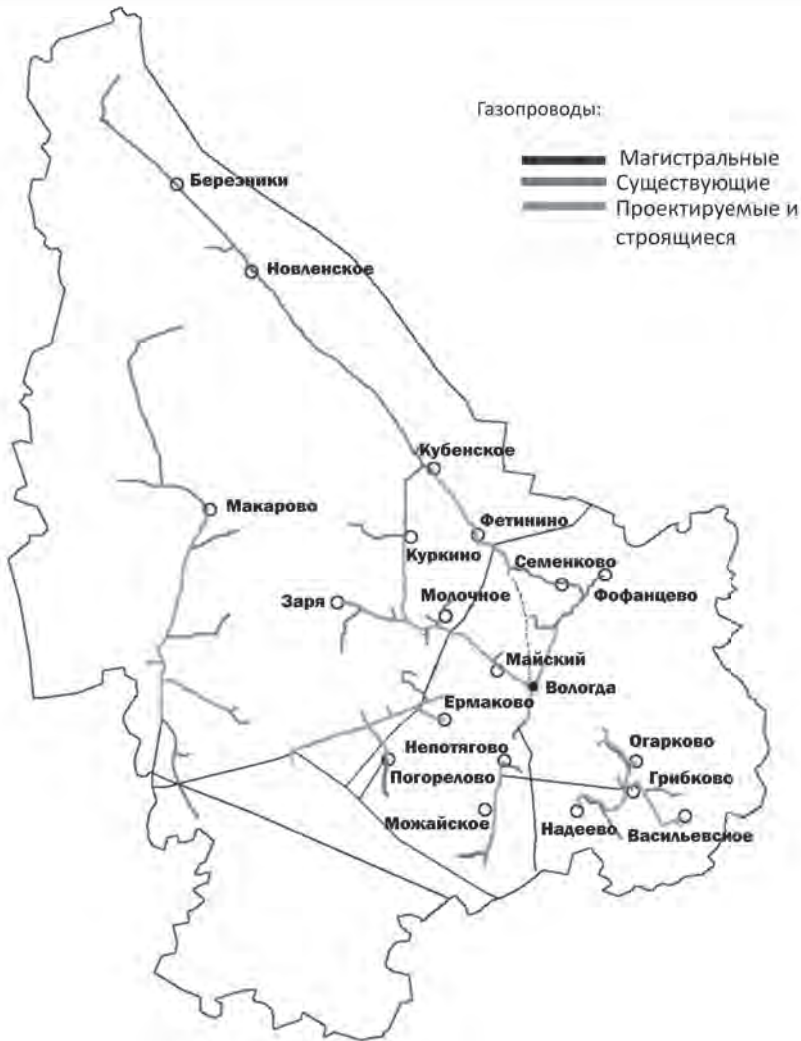 Газопроводы:
Магистральные
Существующие
Проектируемые и
строящиеся
Березники
Новленское
Кубенское
Макарово
Фетинино
Куркино
Семенково
Заря
Молочное
Фофанцево
Майский
Вологда
Ермаково
Непотягово
Огарково
Погорелово
Грибково
Можайское
Надеево
Васильевсное